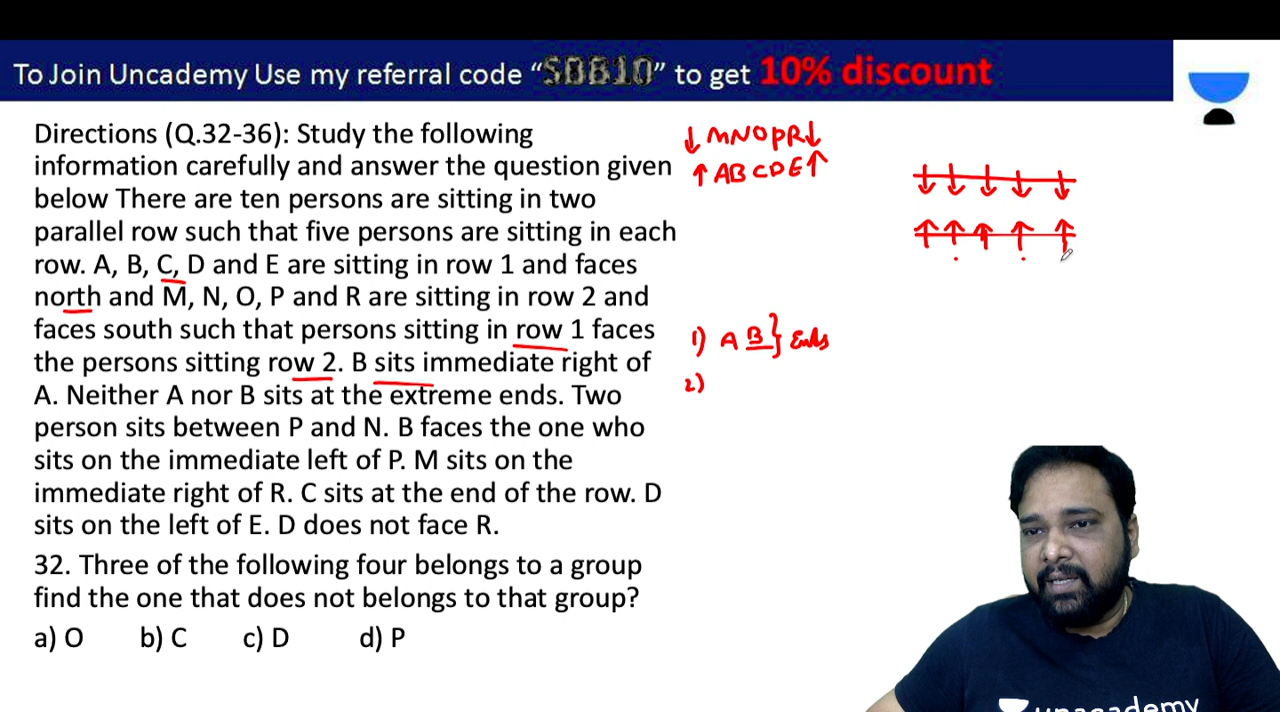 To Join Uncademy Use my referral code “SBB10” to get 10% discount
Directions (Q.32-36): Study the following
information carefully and answer the question given
below There are ten persons are sitting in two
parallel row such that five persons are sitting in each
row. A, B, C, D and E are sitting in row 1 and faces
north and M, N, O, P and R are sitting in row 2 and
faces south such that persons sitting in row 1 faces
the persons sitting row 2. B sits immediate right of
A. Neither A nor B sits at the extreme ends. Two
person sits between P and N. B faces the one who
sits on the immediate left of P. M sits on the
immediate right of R. C sits at the end of the row. D
sits on the left of E. D does not face R.
32. Three of the following four belongs to a group
find the one that does not belongs to that group?
a) O b) C c) D d) P
↓ MNOPR↓
↑ ABCDE↑
1) A B} Ends
2)
unacademy